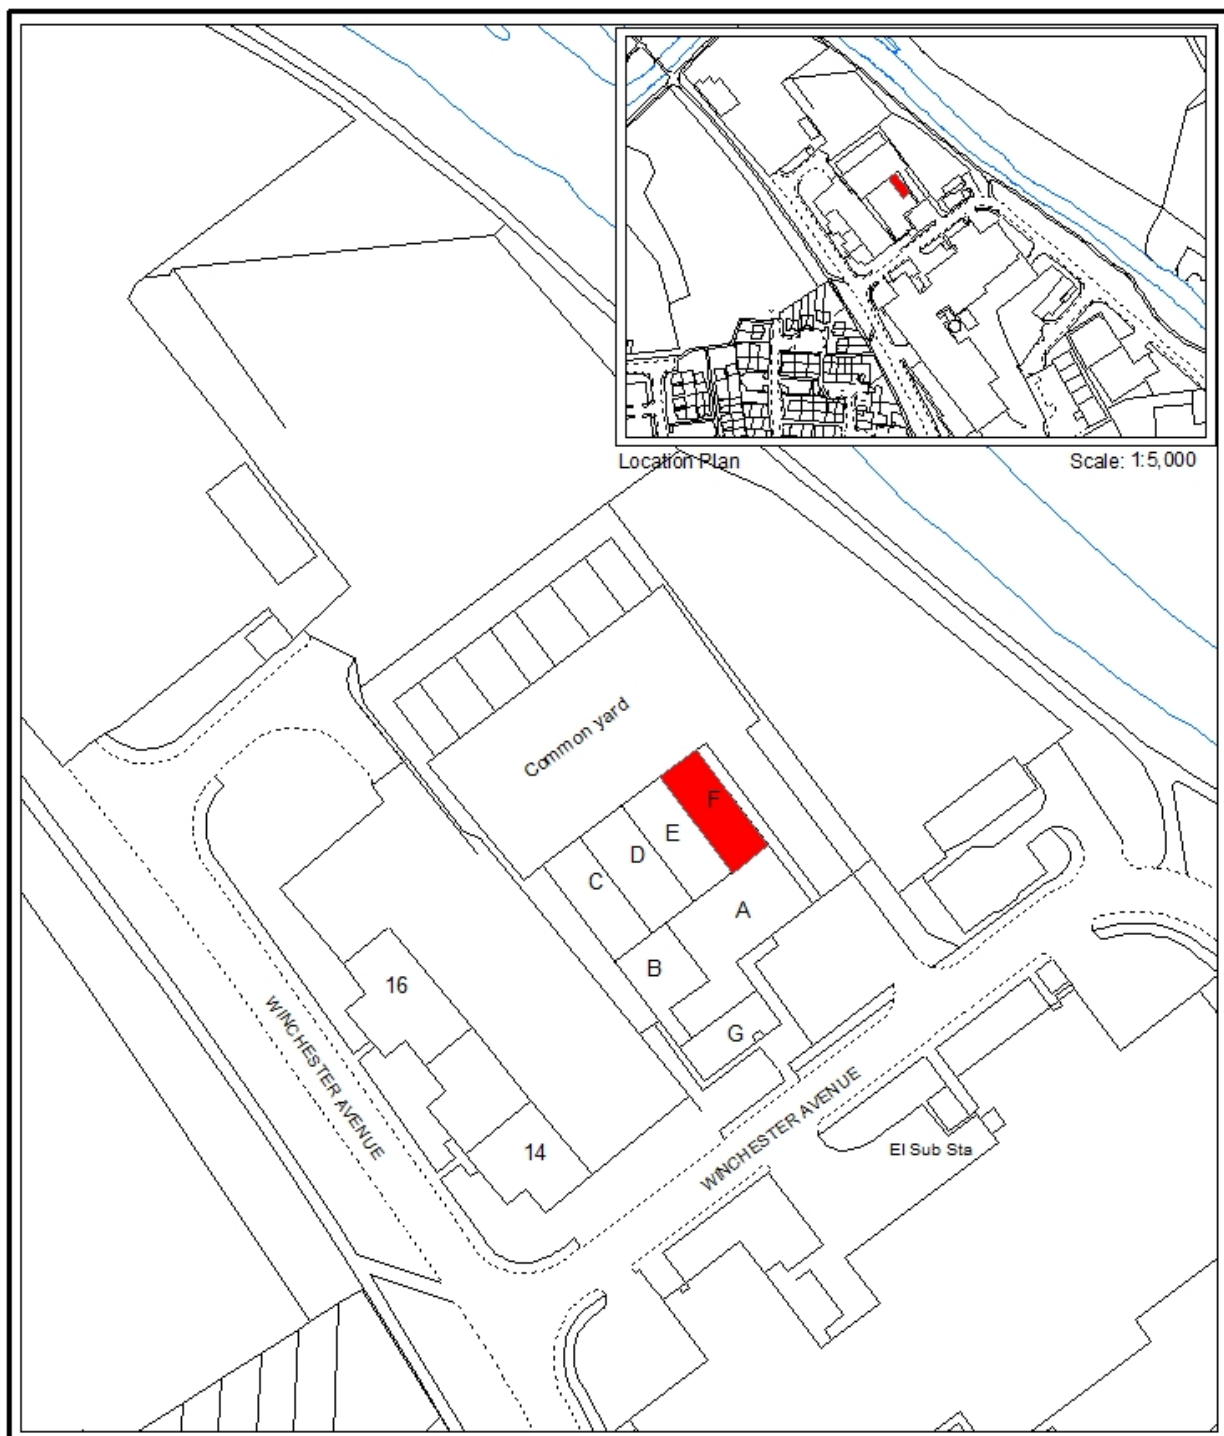 Location Plan
Scale: 1:5,000
Common yard
F
E
D
C
A
B
G
16
14
WINCHESTER AVENUE
WINCHESTER AVENUE
El Sub Sta